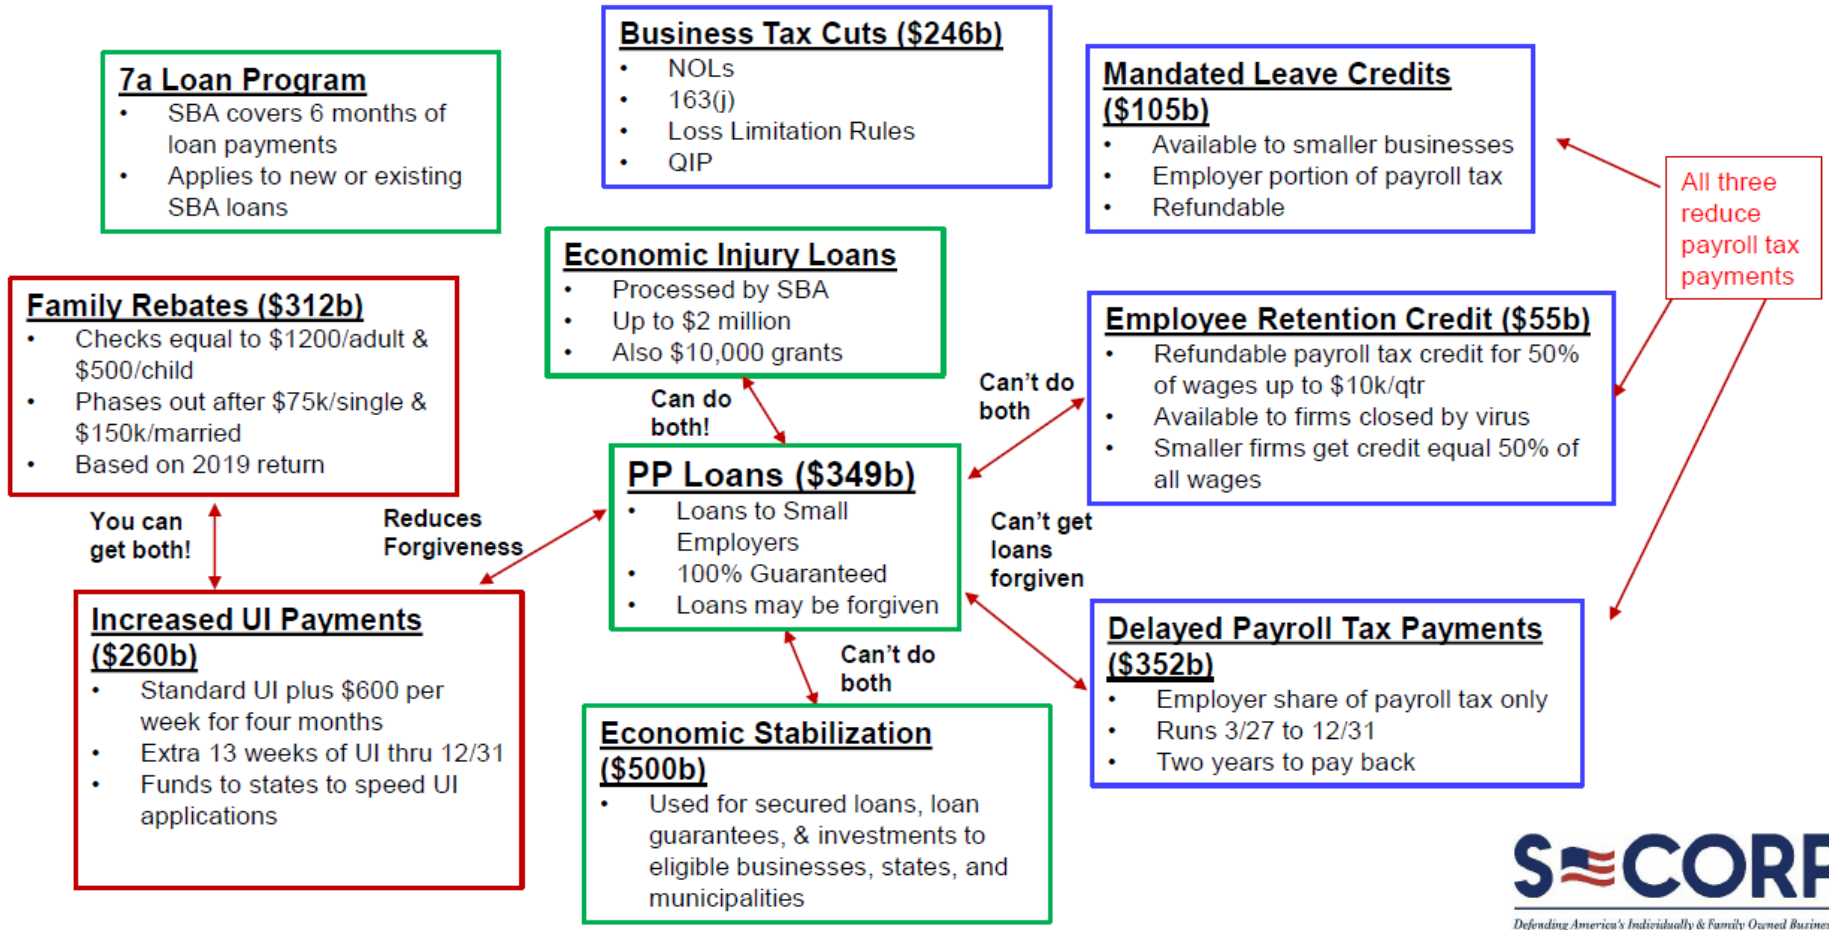 Business Tax Cuts ($246b)
• NOLs
• 163(j)
• Loss Limitation Rules
• QIP
7a Loan Program
• SBA covers 6 months of
loan payments
• Applies to new or existing
SBA loans
Mandated Leave Credits
($105b)
• Available to smaller businesses
• Employer portion of payroll tax
• Refundable
All three
reduce
payroll tax
payments
Economic Injury Loans
• Processed by SBA
• Up to $2 million
• Also $10,000 grants
Family Rebates ($312b)
• Checks equal to $1200/adult &
$500/child
• Phases out after $75k/single &
$150k/married
• Based on 2019 return
Employee Retention Credit ($55b)
• Refundable payroll tax credit for 50%
of wages up to $10k/qtr
• Available to firms closed by virus
• Smaller firms get credit equal 50% of
all wages
Can do
both!
Can't do
both
PP Loans ($349b)
• Loans to Small
Employers
• 100% Guaranteed
• Loans may be forgiven
You can
get both!
Reduces
Forgiveness
Can't get
loans
forgiven
Increased UI Payments
($260b)
• Standard UI plus $600 per
week for four months
• Extra 13 weeks of UI thru 12/31
• Funds to states to speed UI
applications
Can't do
both
Delayed Payroll Tax Payments
($352b)
• Employer share of payroll tax only
• Runs 3/27 to 12/31
• Two years to pay back
Economic Stabilization
($500b)
• Used for secured loans, loan
guarantees, & investments to
eligible businesses, states, and
municipalities
S CORP
Defending America's Individually & Family Owned Busine